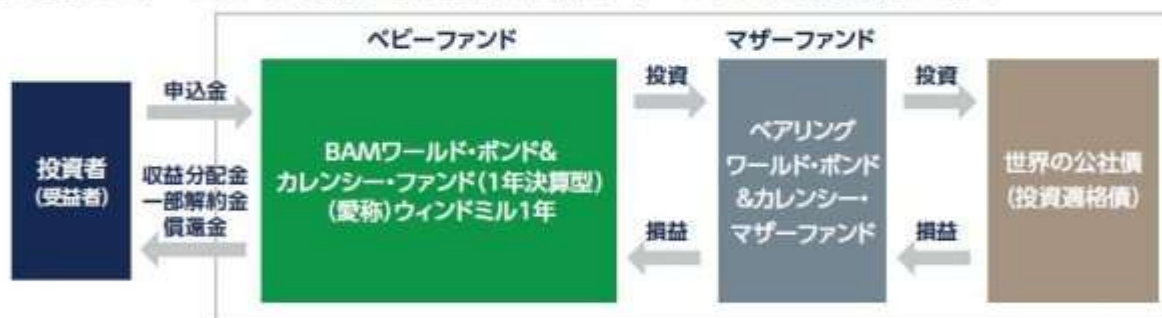 ベビーファンド
マザーファンド
投資者
(受益者)
申込金
収益分配金
一部解約金
償還金
BAMワールド・ボンド&
カレンシー・ファンド(1年決算型)
(愛称)ウィンドミル1年
投資
損益
ベアリング
ワールド・ボンド
&カレンシー・
マザーファンド
投資
損益
世界の公社債
(投資適格債)